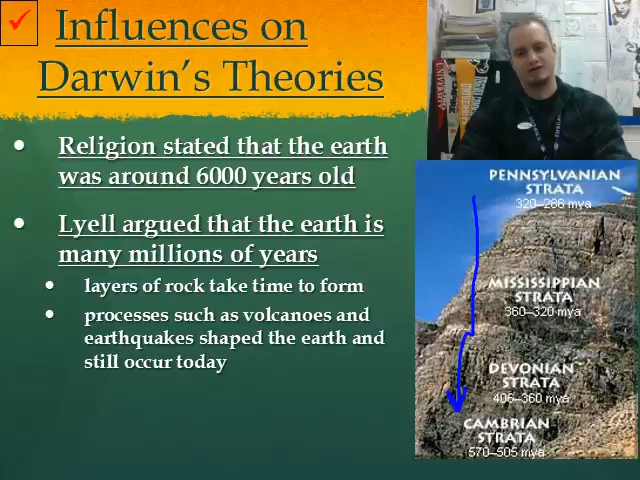 Influences on
Darwin's Theories
Religion stated that the earth
was around 6000 years old
Lyell argued that the earth is
many millions of years
layers of rock take time to form
processes such as volcanoes and
earthquakes shaped the earth and
still occur today
PENNSYLVANIAN
STRATA
320–286 mya
MISSISSIPPIAN
STRATA
360–320 mya
DEVONIAN
STRATA
408–360 mya
CAMBRIAN
STRATA
570–505 mya